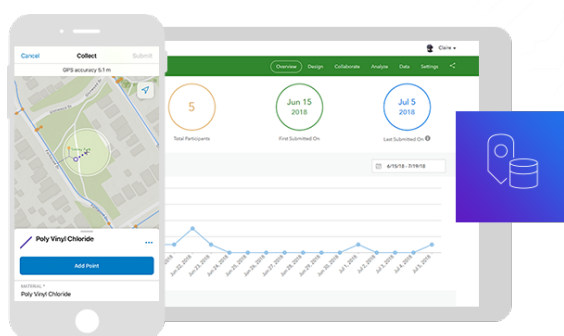 Cancel Collect Submit
GPS accuracy 5.1 m
Poly Vinyl Chloride
Add Point
MATERIAL *
Poly Vinyl Chloride
Claire
Overview Design Collaborate Analyze Data Settings
5
Total Participants
Jun 15
2018
First Submitted On
Jul 5
2018
Last Submitted On
6/15/18 - 7/19/18
Jun 22, 2018
Jun 23, 2018
Jun 24, 2018
Jun 25, 2018
Jun 26, 2018
Jun 27, 2018
Jun 28, 2018
Jun 29, 2018
Jun 30, 2018
Jul 1, 2018
Jul 2, 2018
Jul 3, 2018
Jul 4, 2018
Jul 5, 2018